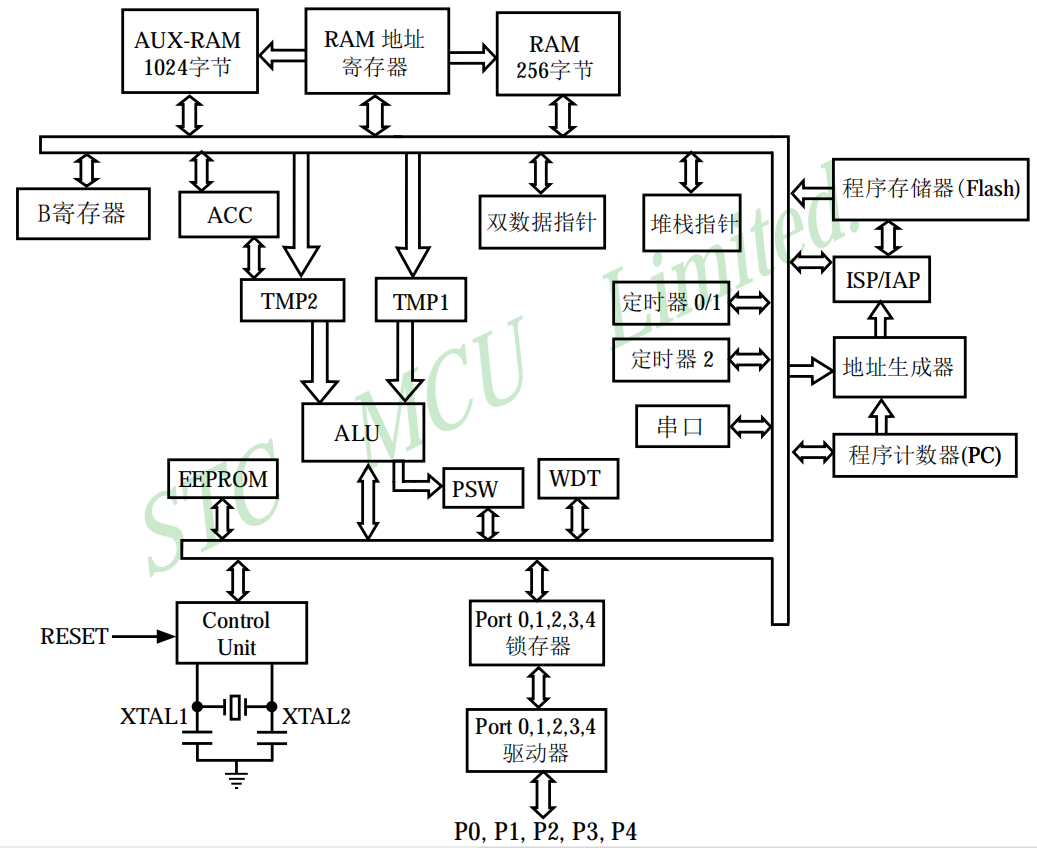 AUX-RAM
1024字节
RAM 地址
寄存器
RAM
256字节
B寄存器
ACC
双数据指针
堆栈指针
程序存储器(Flash)
TMP2
TMP1
ISP/IAP
定时器 0/1
定时器 2
地址生成器
串口
程序计数器(PC)
ALU
EEPROM
PSW
WDT
STC MCU Limited.
RESET
Control
Unit
Port 0,1,2,3,4
锁存器
XTAL1
XTAL2
Port 0,1,2,3,4
驱动器
P0, P1, P2, P3, P4